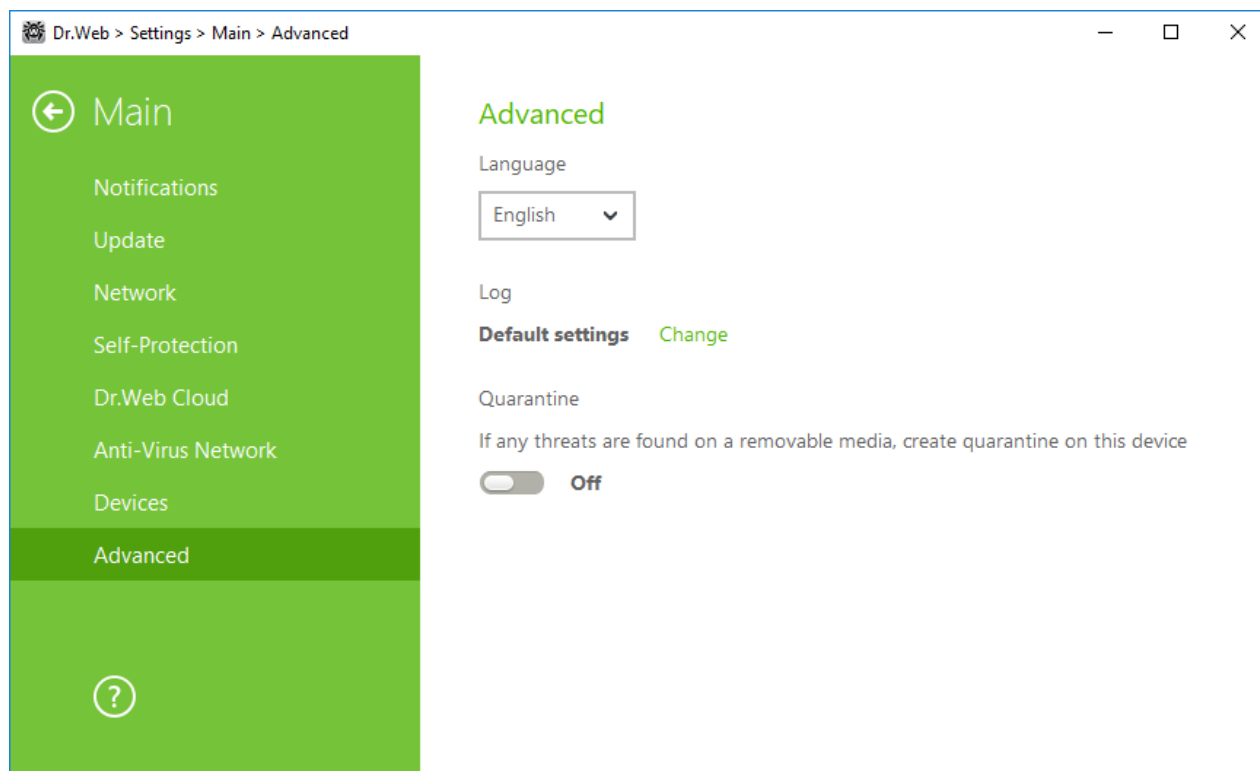 Dr.Web > Settings > Main > Advanced
Main
Notifications
Update
Network
Self-Protection
Dr.Web Cloud
Anti-Virus Network
Devices
Advanced
?
Advanced
Language
English
Log
Default settings Change
Quarantine
If any threats are found on a removable media, create quarantine on this device
Off